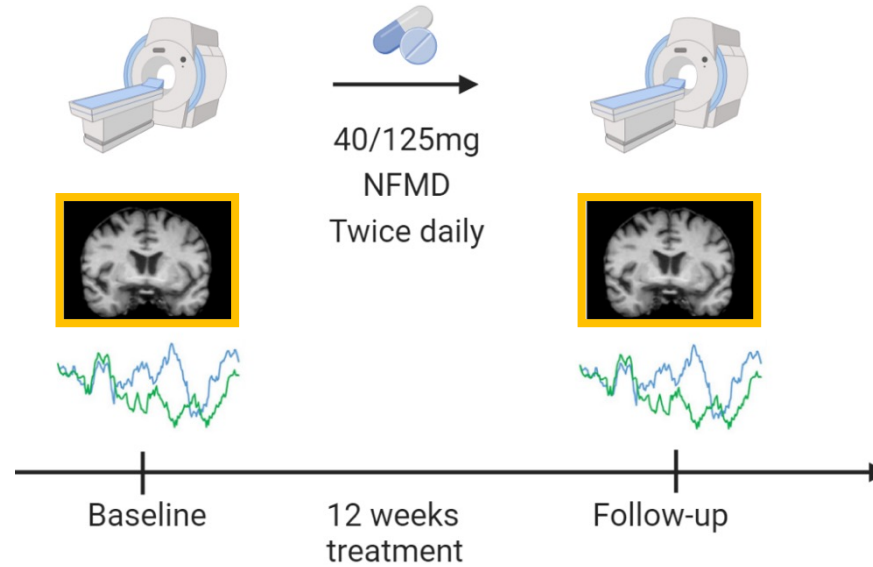 40/125mg
NFMD
Twice daily
Baseline
12 weeks
treatment
Follow-up